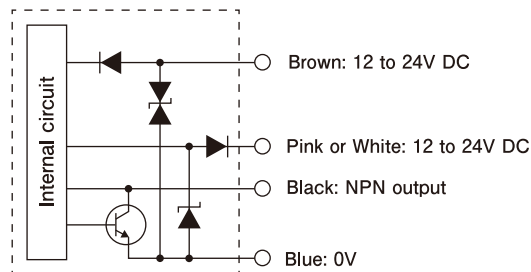 Internal circuit
Brown: 12 to 24V DC
Pink or White: 12 to 24V DC
Black: NPN output
Blue: 0V